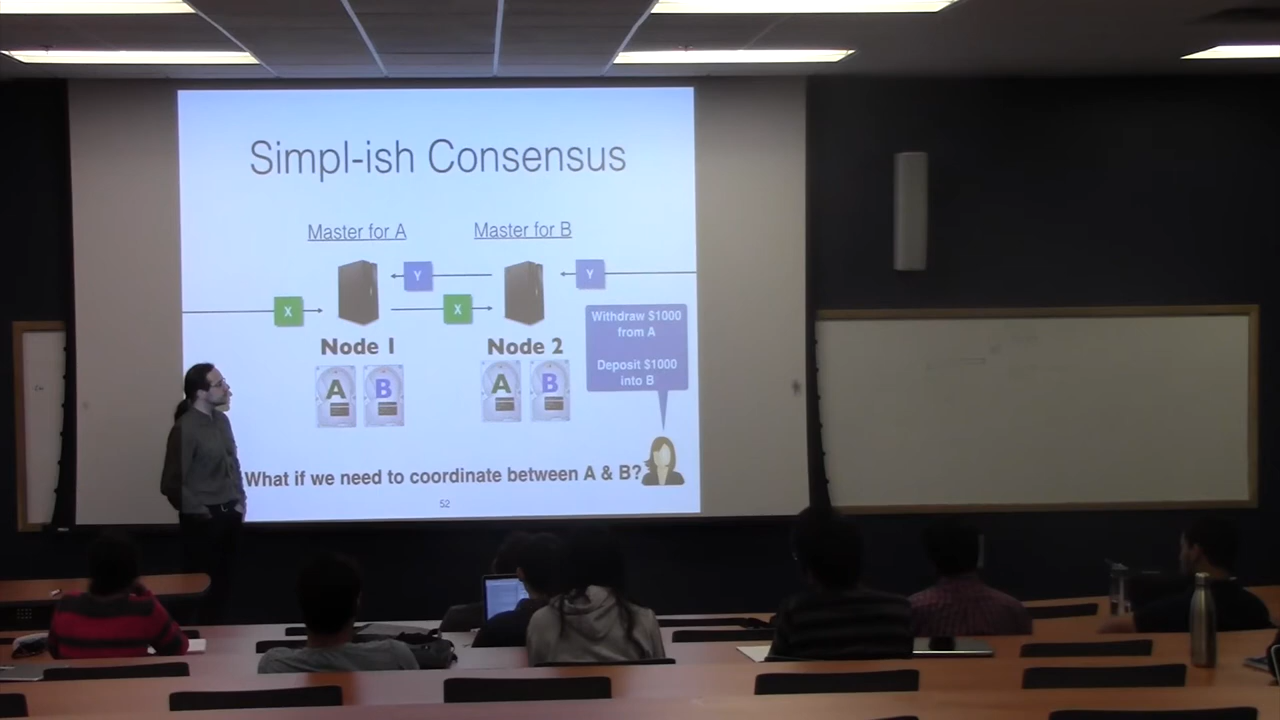 Simpl-ish Consensus
Master for A
Master for B
Y
Y
X
X
Withdraw $1000
from A
Deposit $1000
into B
Node 1
Node 2
A
B
A
B
What if we need to coordinate between A & B?
52